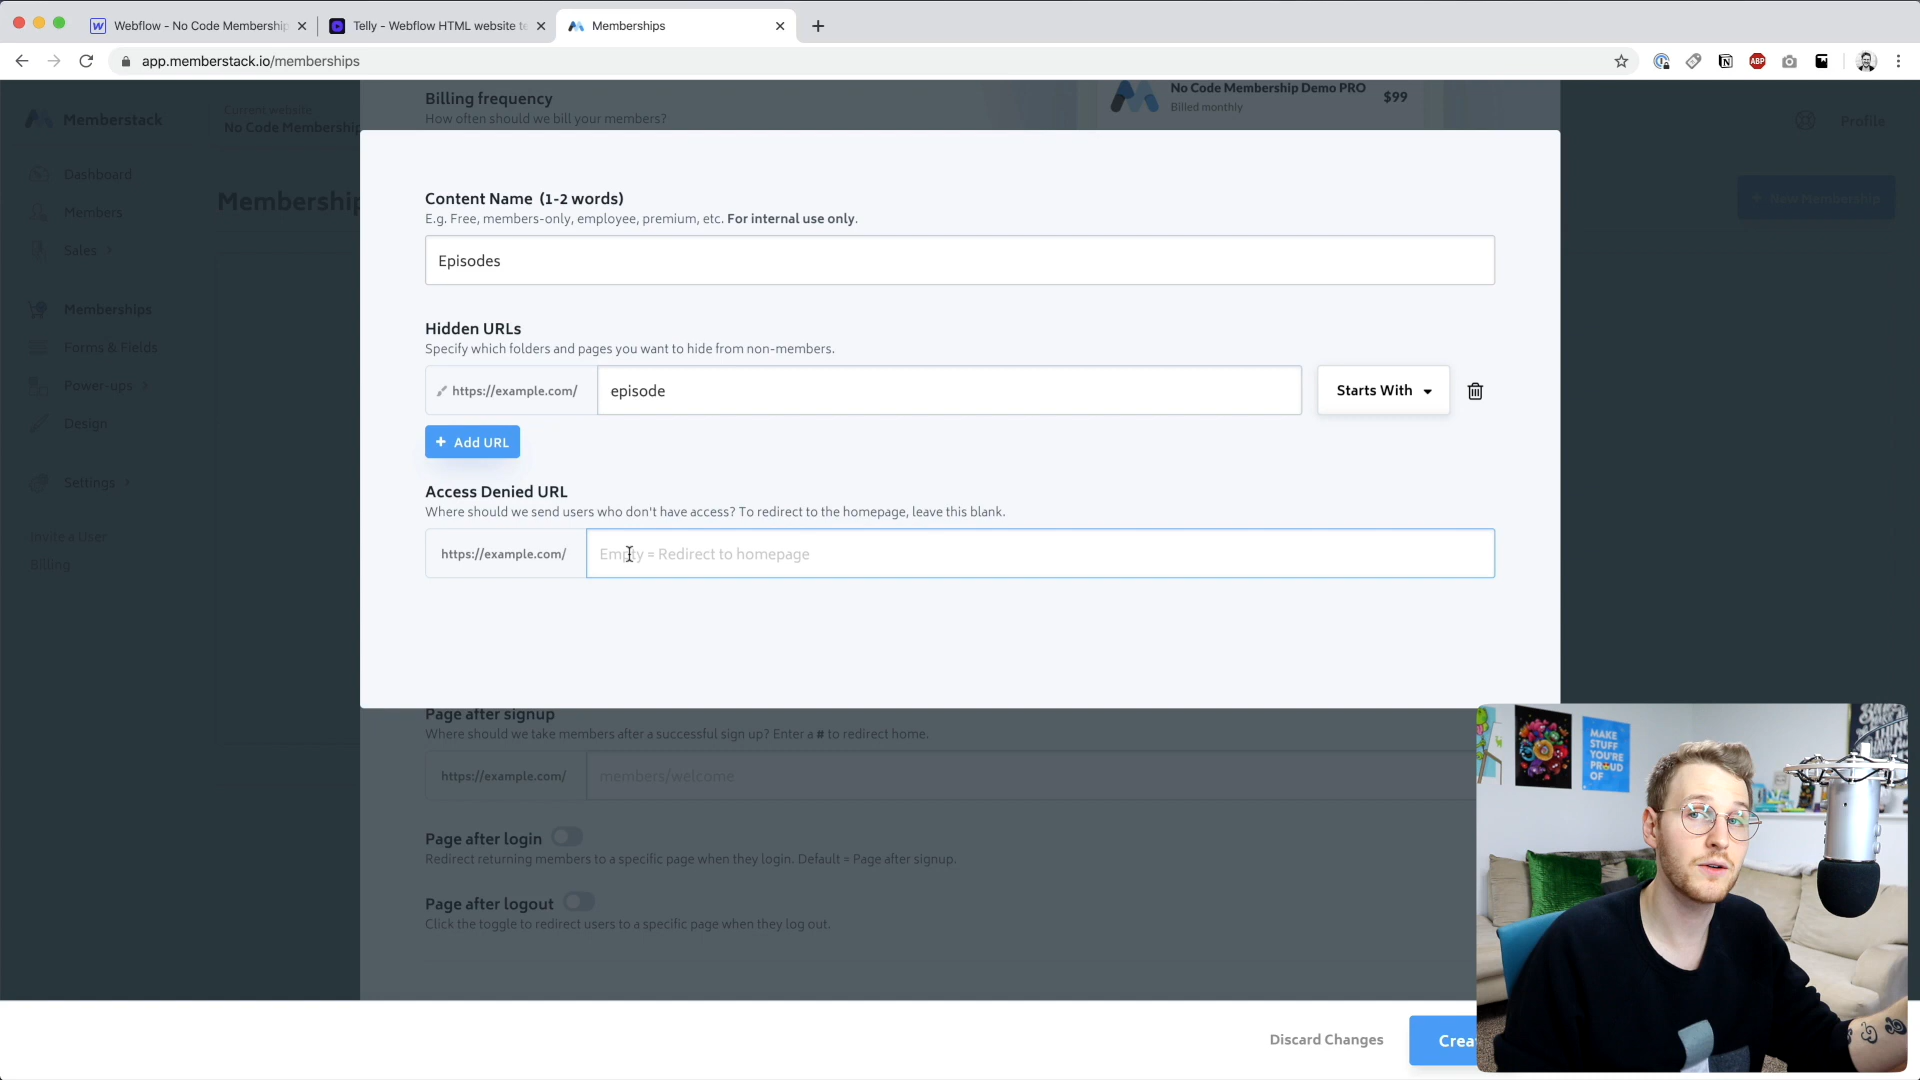 Webflow - No Code Membership
Telly - Webflow HTML website te
Memberships
app.memberstack.io/memberships
ABP
Memberstack
Current website
No Code Membership
Profile
Dashboard
Members
Sales
Memberships
Forms & Fields
Power-ups
Design
Settings
Invite a User
Billing
Memberships
New Membership
Billing frequency
How often should we bill your members?
No Code Membership Demo PRO
Billed monthly
$99
Content Name (1-2 words)
E.g. Free, members-only, employee, premium, etc. For internal use only.
Episodes
Hidden URLs
Specify which folders and pages you want to hide from non-members.
https://example.com/
episode
Starts With
+ Add URL
Access Denied URL
Where should we send users who don't have access? To redirect to the homepage, leave this blank.
https://example.com/
Empty = Redirect to homepage
Page after signup
Where should we take members after a successful sign up? Enter a # to redirect home.
https://example.com/
members/welcome
Page after login
Redirect returning members to a specific page when they login. Default = Page after signup.
Page after logout
Click the toggle to redirect users to a specific page when they log out.
Discard Changes
Crea
MAKE
STUFF
YOU'RE
PROUD
OF